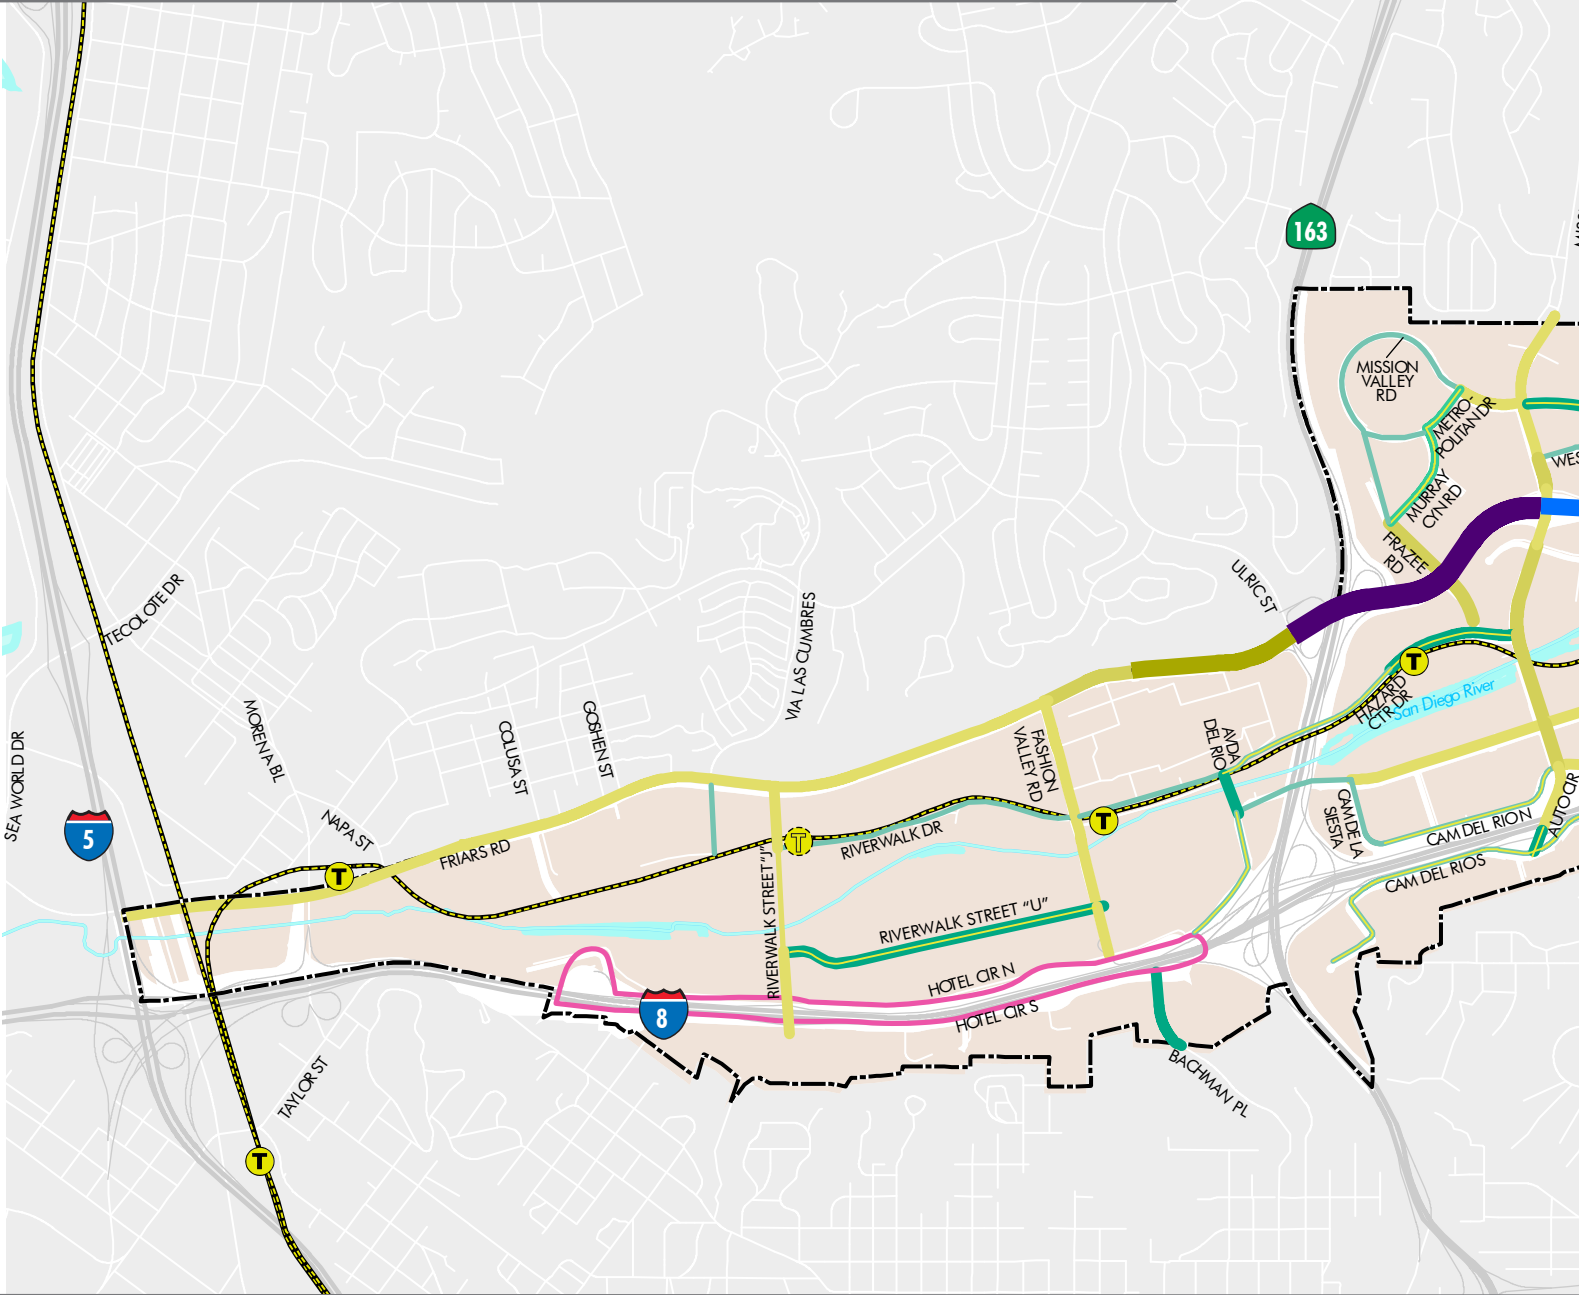 163
MISSION
VALLEY
RD
METRO-
POLITAN DR
WES
MURRAY
CYN RD
FRAZEE
RD
ULRIC ST
TECOLOTE DR
VIA LAS CUMBRES
T
HAZARD
CTR DR
San Diego River
MORENA BL
COLUSA ST
GOSHEN ST
FASHION
VALLEY RD
AVDA
DEL RIO
SEA WORLD DR
5
NAPA ST
FRIARS RD
T
T
RIVERWALK DR
T
CAM DE LA
SIESTA
CAM DEL RIO N
AUTO CIR
CAM DEL RIO S
RIVERWALK STREET "J"
RIVERWALK STREET “U”
HOTEL CIR N
8
HOTEL CIR S
TAYLOR ST
BACHMAN PL
T